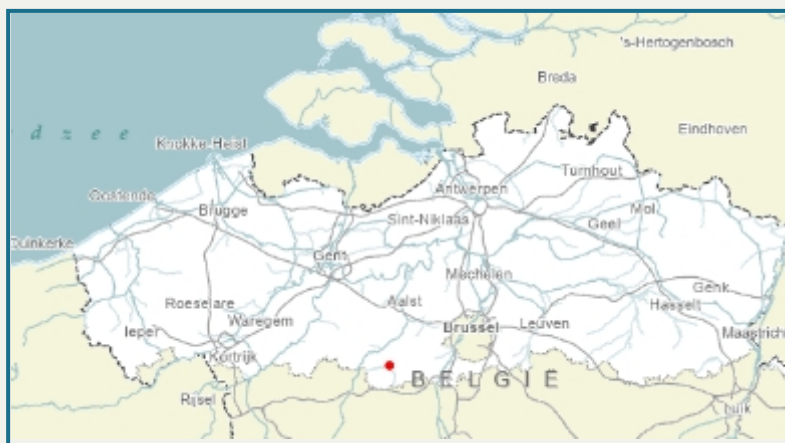 's-Hertogenbosch
Breda
d z e e
Eindhoven
Knokke-Heist
Turnhout
Antwerpen
Oostende
Brugge
Mol
Sint-Niklaas
Geel
Duinkerke
Gent
Mechelen
Genk
Roeselare
Aalst
Hasselt
Waregem
Brussel
Leuven
Ieper
Maastrich
Kortrijk
BELGIË
Rijsel
Luik